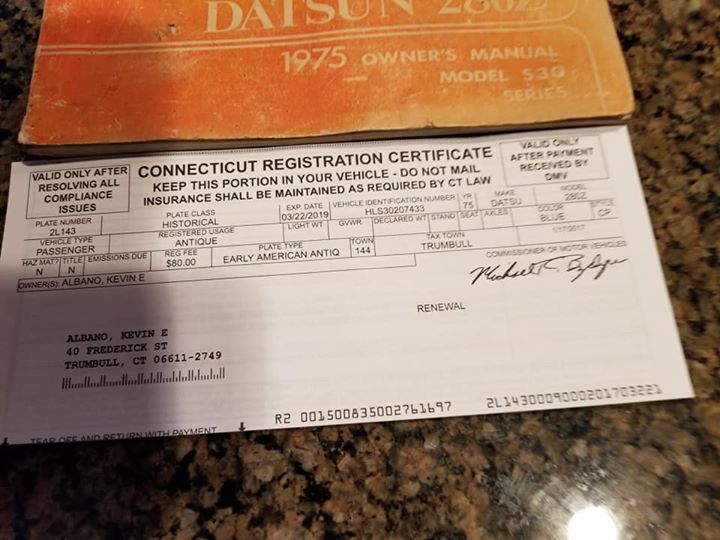 DATSUN 280Z
1975 OWNER'S MANUAL
MODEL S30
SERIES
VALID ONLY AFTER
RESOLVING ALL
COMPLIANCE
ISSUES
CONNECTICUT REGISTRATION CERTIFICATE
KEEP THIS PORTION IN YOUR VEHICLE - DO NOT MAIL
INSURANCE SHALL BE MAINTAINED AS REQUIRED BY CT LAW
VALID ONLY
AFTER PAYMENT
RECEIVED BY
DMV
PLATE NUMBER PLATE CLASS EXP. DATE VEHICLE IDENTIFICATION NUMBER YR MAKE MODEL
2L143 HISTORICAL 03/22/2019 HLS30207433 75 DATSU 280Z
VEHICLE TYPE REGISTERED USAGE LIGHT WT GVWR DECLARED WT STAND SEAT AXLES COLOR STYLE
PASSENGER ANTIQUE BLUE CP
HAZ MAT? TITLE EMISSIONS DUE REG FEE PLATE TYPE TOWN TAX TOWN 1/17/2017
N N $80.00 EARLY AMERICAN ANTIQ 144 TRUMBULL
COMMISSIONER OF MOTOR VEHICLES
OWNER(S): ALBANO, KEVIN E
RENEWAL
ALBANO, KEVIN E
40 FREDERICK ST
TRUMBULL, CT 06611-2749
R2 001500835002761697 2L1430009000201703221
TEAR OFF AND RETURN WITH PAYMENT